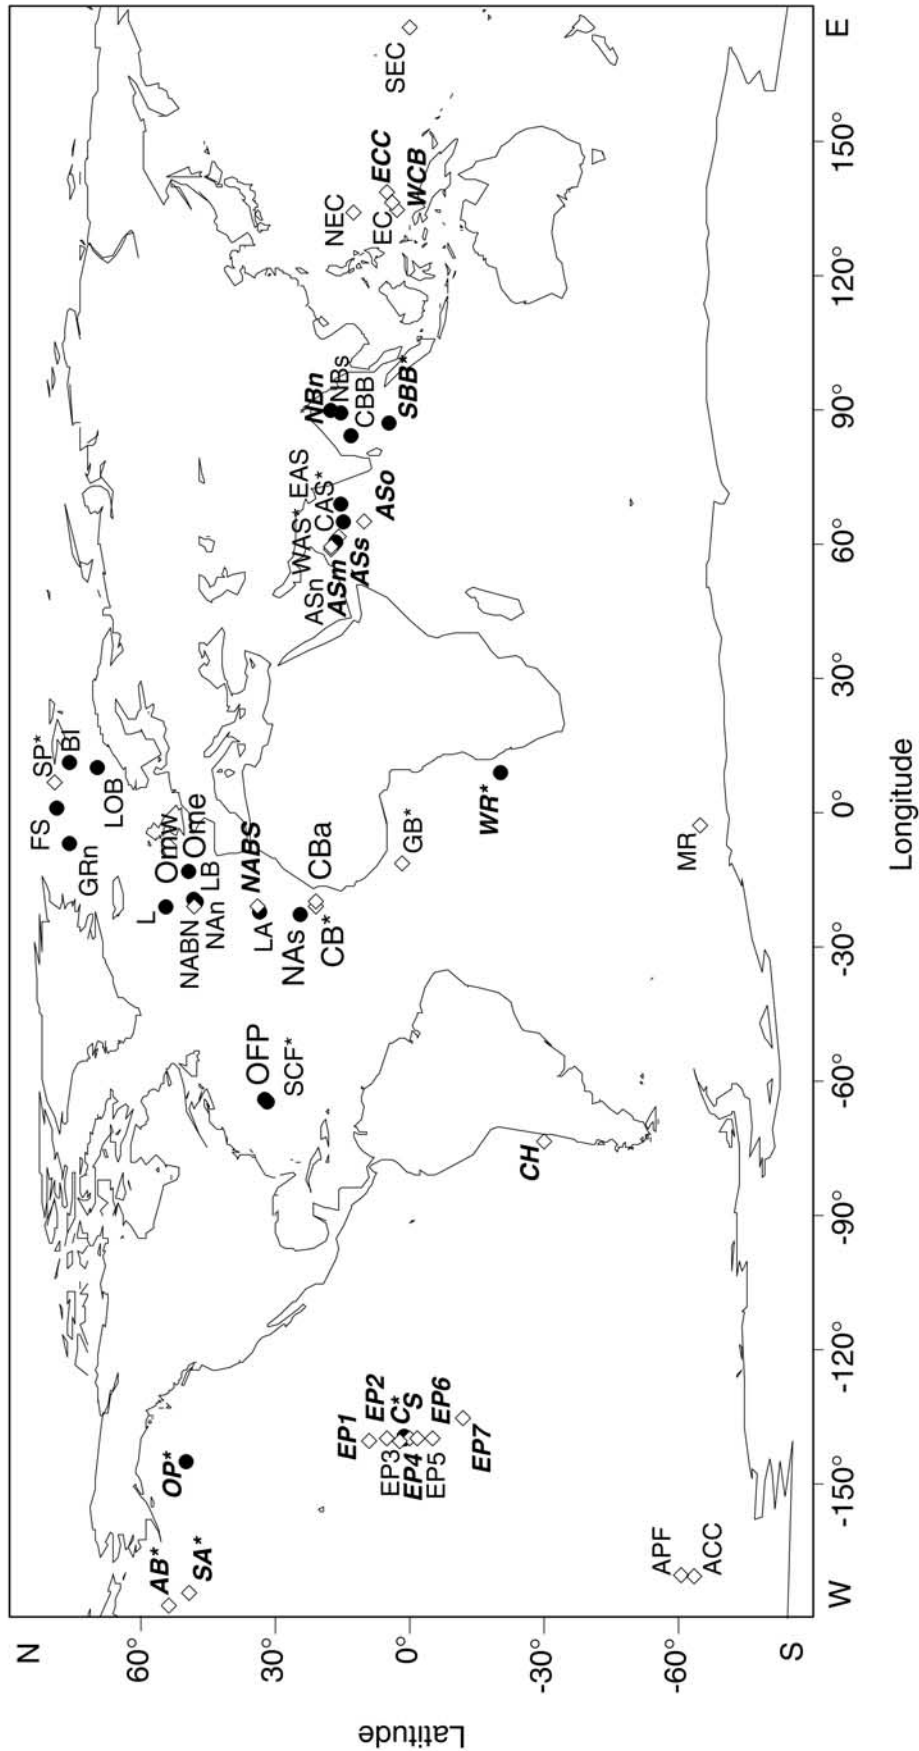 N
E
60°
30°
0°
-30°
-60°
W
S
Latitude
-150°
-120°
-90°
-60°
-30°
0°
30°
60°
90°
120°
150°
Longitude
AB*
SA*
OP*
EP1
EP2
EP3
C*
S
EP4
EP5
EP6
EP7
APF
ACC
CH
OFP
SCF*
L
Omw
Ome
NABN
NAn
LB
LA
NABS
NAs
CB*
CBa
GB*
WR*
MR
FS
GRn
SP*
BI
LOB
ASn
ASm
ASs
WAS*
CAS*
EAS
ASo
NBn
NBs
CBB
SBB*
NEC
EC
ECC
WCB
SEC